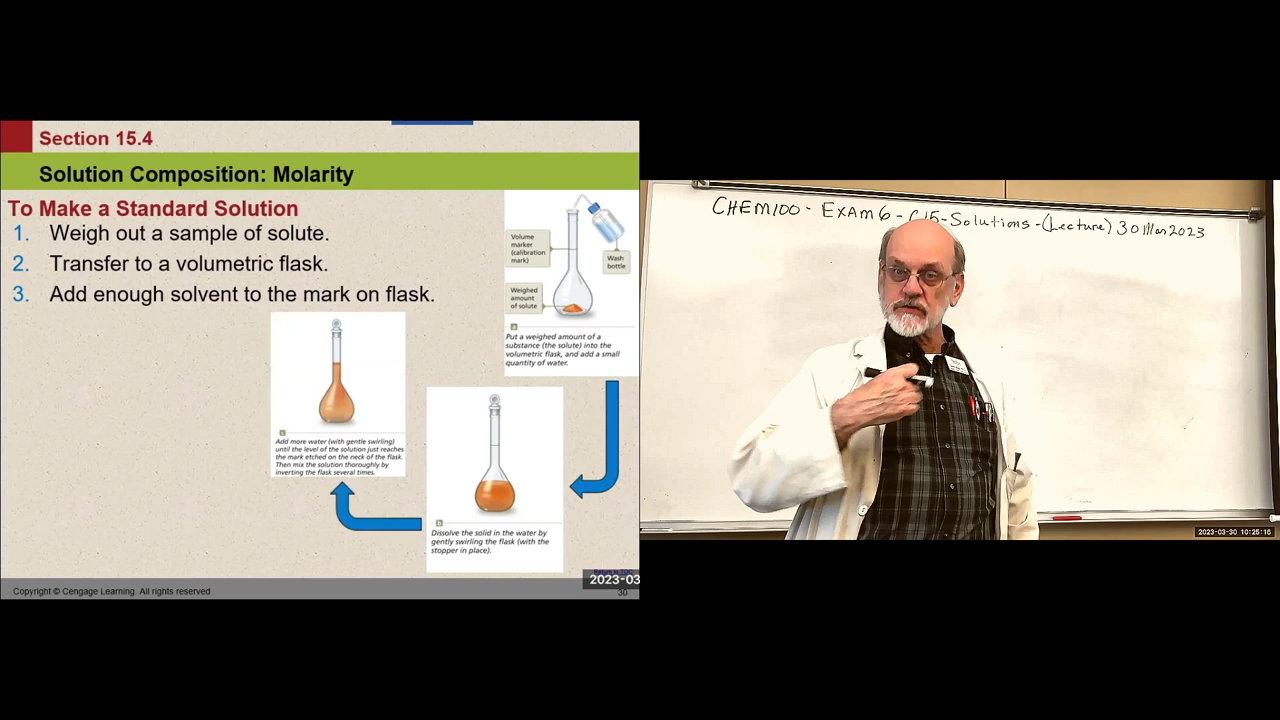 Section 15.4
Solution Composition: Molarity
To Make a Standard Solution
1. Weigh out a sample of solute.
2. Transfer to a volumetric flask.
3. Add enough solvent to the mark on flask.
Volume
marker
(calibration
mark)
Wash
bottle
Weighed
amount
of solute
a
Put a weighed amount of a
substance (the solute) into the
volumetric flask, and add a small
quantity of water.
b
Dissolve the solid in the water by
gently swirling the flask (with the
stopper in place).
c
Add more water (with gentle swirling)
until the level of the solution just reaches
the mark etched on the neck of the flask.
Then mix the solution thoroughly by
inverting the flask several times.
Return to TOC
2023-03
Copyright © Cengage Learning. All rights reserved
30
CHEM100 - EXAM 6 - C15-Solutions - (Lecture) 30 Mar 2023
2023-03-30 10:25:16